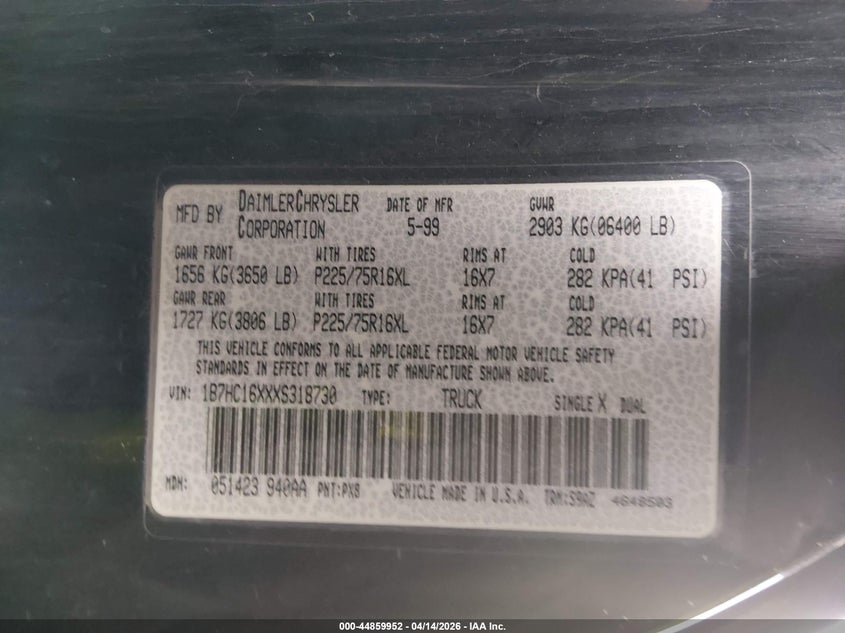 MFD BY DAIMLERCHRYSLER CORPORATION DATE OF MFR 5-99 GVWR 2903 KG(06400 LB)
GAWR FRONT WITH TIRES RIMS AT COLD
1656 KG(3650 LB) P225/75R16XL 16X7 282 KPA(41 PSI)
GAWR REAR WITH TIRES RIMS AT COLD
1727 KG(3806 LB) P225/75R16XL 16X7 282 KPA(41 PSI)
THIS VEHICLE CONFORMS TO ALL APPLICABLE FEDERAL MOTOR VEHICLE SAFETY
STANDARDS IN EFFECT ON THE DATE OF MANUFACTURE SHOWN ABOVE.
VIN: 1B7HC16XXXS318730 TYPE: TRUCK SINGLE X DUAL
MDH: 051423 940AA PNT:PX8 VEHICLE MADE IN U.S.A. TRM:S9AZ 4648503
000-44859952 - 04/14/2026 - IAA Inc.